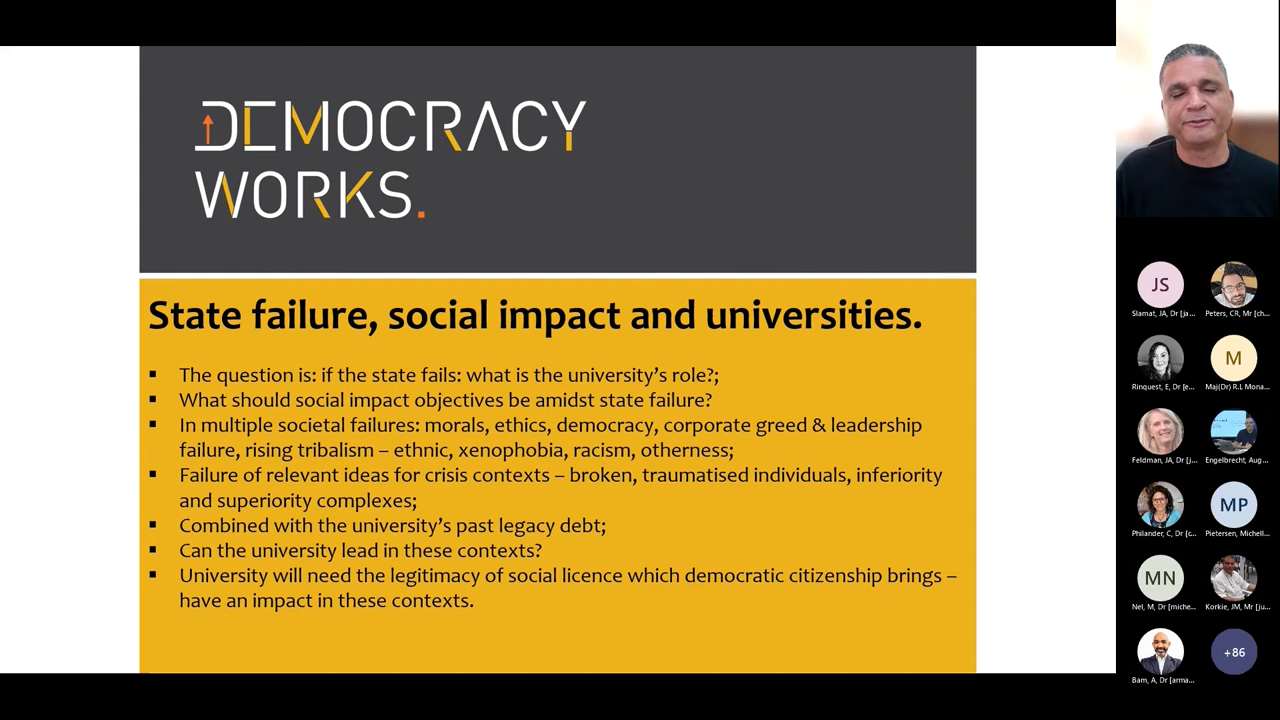 DEMOCRACY
WORKS.
State failure, social impact and universities.
▪ The question is: if the state fails: what is the university's role?;
▪ What should social impact objectives be amidst state failure?
▪ In multiple societal failures: morals, ethics, democracy, corporate greed & leadership
failure, rising tribalism – ethnic, xenophobia, racism, otherness;
▪ Failure of relevant ideas for crisis contexts – broken, traumatised individuals, inferiority
and superiority complexes;
▪ Combined with the university's past legacy debt;
▪ Can the university lead in these contexts?
▪ University will need the legitimacy of social licence which democratic citizenship brings –
have an impact in these contexts.
JS
Slamat, JA, Dr [ja...
Peters, CR, Mr [ch...
Rinquest, E, Dr [e...
M
Maj(Dr) R.L Mona...
Feldman, JA, Dr [j...
Engelbrecht, Aug...
Philander, C, Dr [c...
MP
Pietersen, Michell...
MN
Nel, M, Dr [miche...
Korkie, JM, Mr [ju...
Bam, A, Dr [arma...
+86